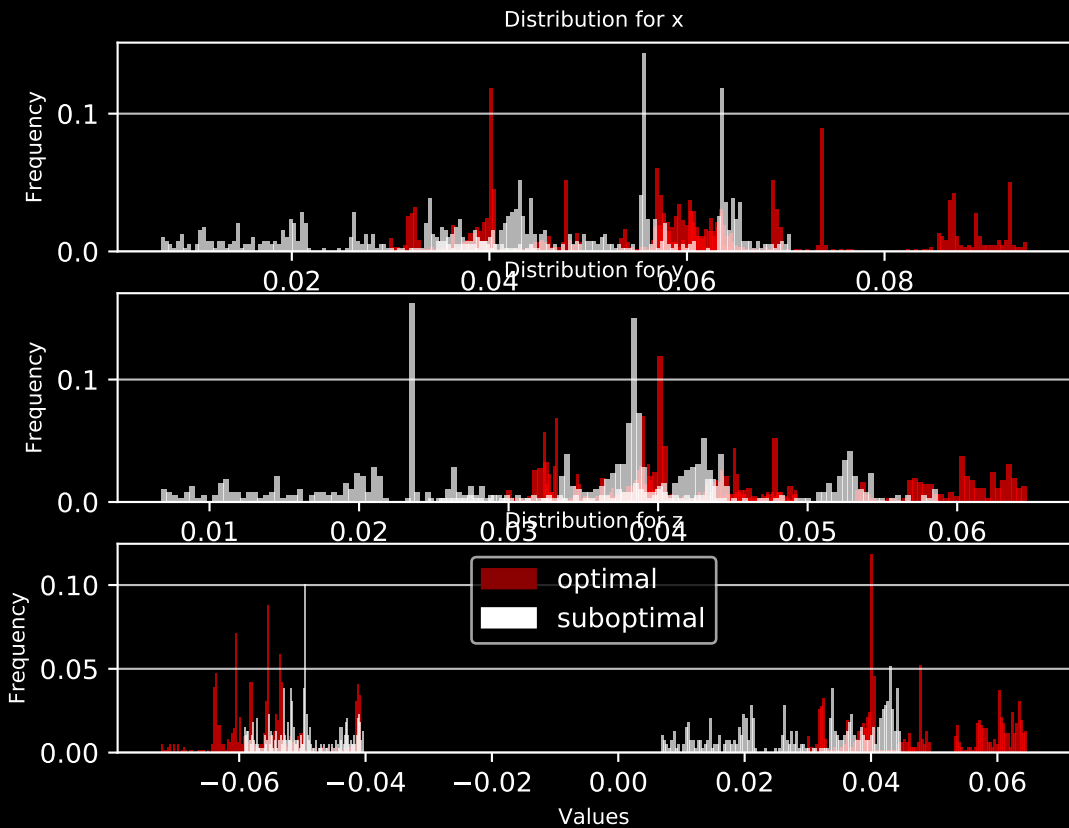 Distribution for x
Frequency
0.1
0.0
0.02 0.04 0.06 0.08
Distribution for y
Frequency
0.1
0.0
0.01 0.02 0.03 0.04 0.05 0.06
Distribution for z
Frequency
0.10
0.05
0.00
optimal
suboptimal
−0.06 −0.04 −0.02 0.00 0.02 0.04 0.06
Values